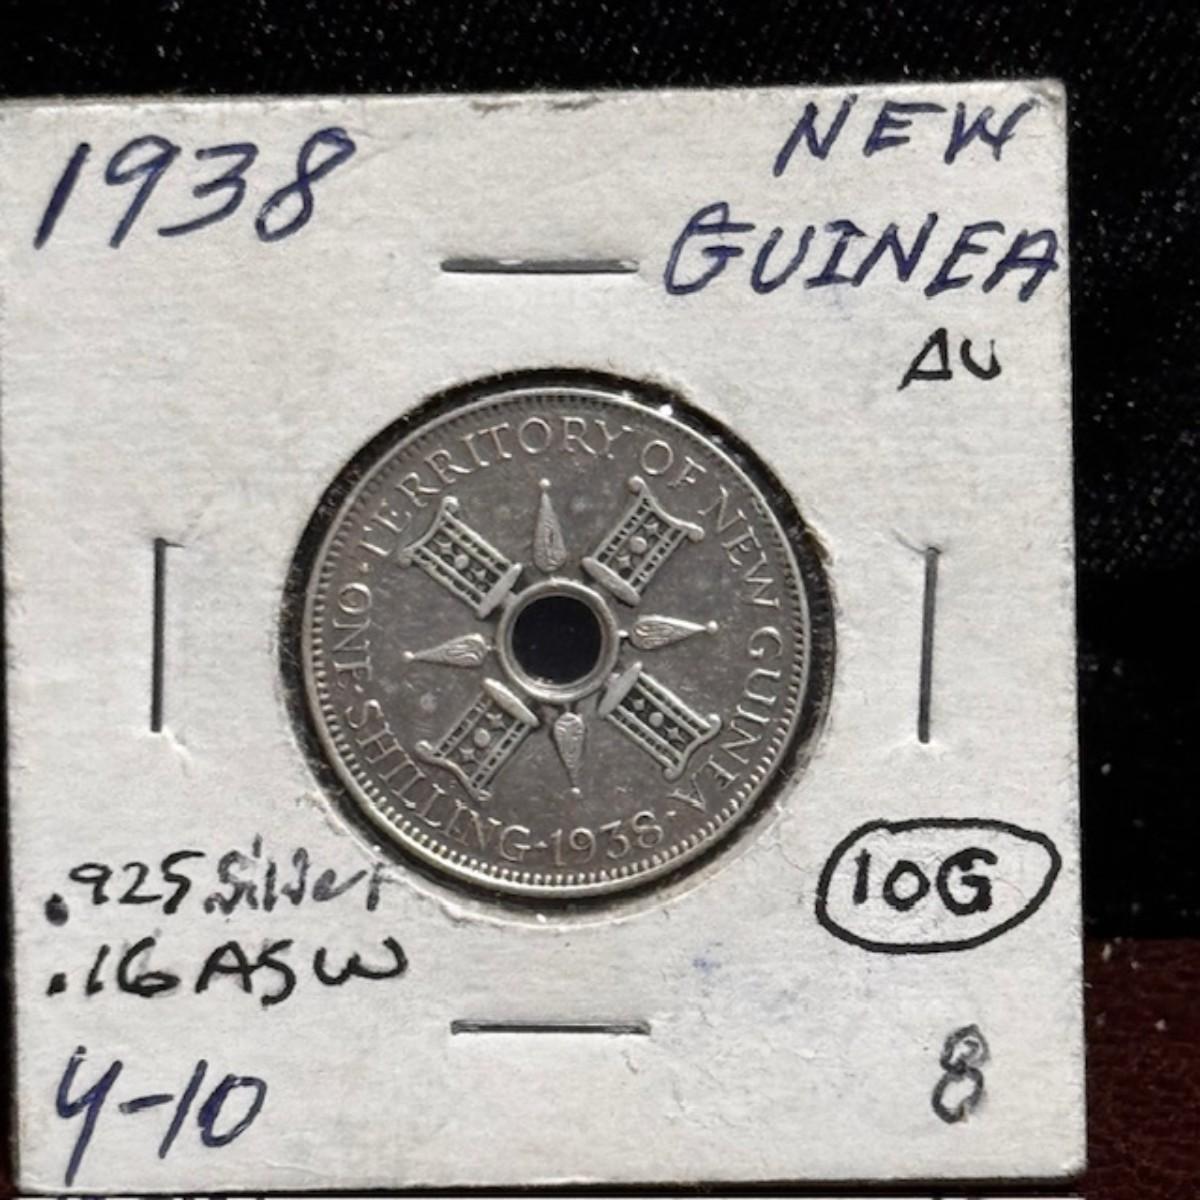 1938
NEW
GUINEA
AU
TERRITORY OF NEW GUINEA
ONE·SHILLING·1938·
.925 Silver
.16 ASW
10G
Y-10
8